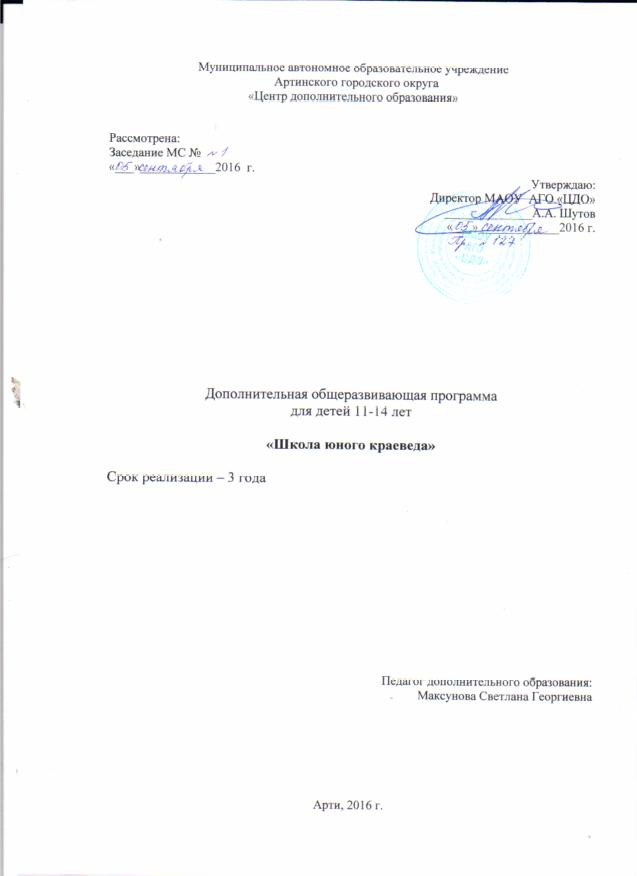 Муниципальное автономное образовательное учреждение
Артинского городского округа
«Центр дополнительного образования»
Рассмотрена:
Заседание МС № 1
«05» сентября 2016 г.
Утверждаю:
Директор МАОУ АГО «ЦДО»
А.А. Шутов
«05» сентября 2016 г.
Пр. 127
АГО
«ЦДО»
Дополнительная общеразвивающая программа
для детей 11-14 лет
«Школа юного краеведа»
Срок реализации – 3 года
Педагог дополнительного образования:
Максунова Светлана Георгиевна
Арти, 2016 г.